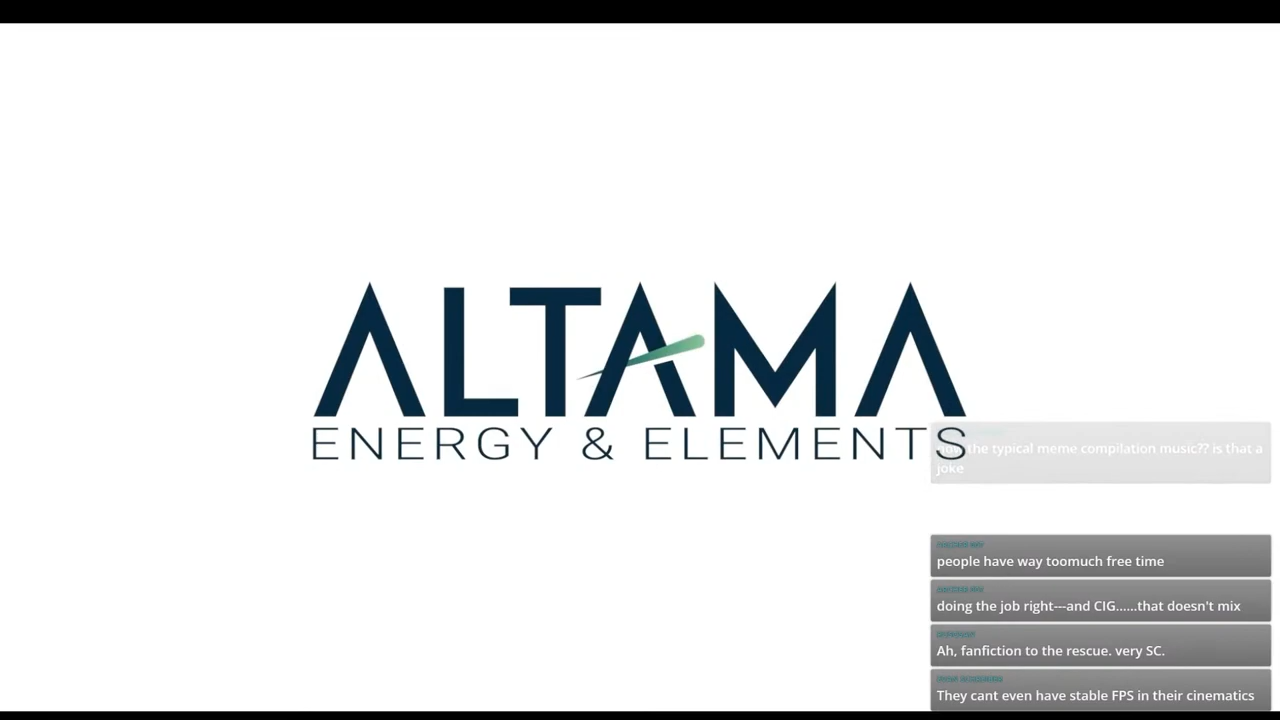 ALTAMA
ENERGY & ELEMENTS
the typical meme compilation music?? is that a
joke
people have way toomuch free time
doing the job right---and CIG......that doesn't mix
Ah, fanfiction to the rescue. very SC.
They cant even have stable FPS in their cinematics